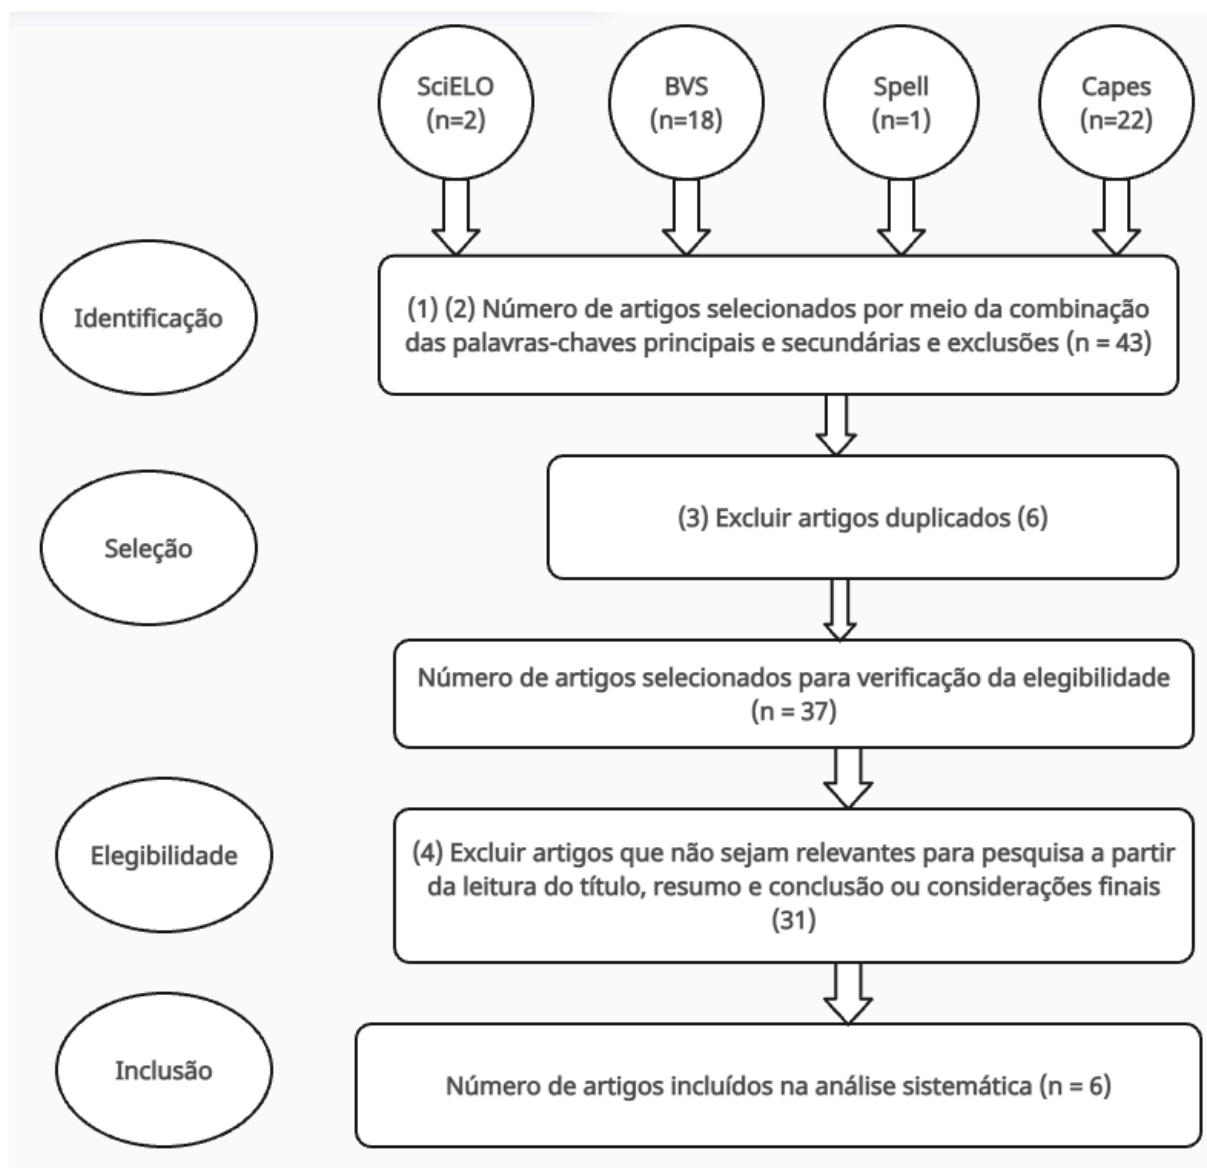 SciELO
(n=2)
BVS
(n=18)
Spell
(n=1)
Capes
(n=22)
Identificação
(1) (2) Número de artigos selecionados por meio da combinação
das palavras-chaves principais e secundárias e exclusões (n = 43)
Seleção
(3) Excluir artigos duplicados (6)
Número de artigos selecionados para verificação da elegibilidade
(n = 37)
Elegibilidade
(4) Excluir artigos que não sejam relevantes para pesquisa a partir
da leitura do título, resumo e conclusão ou considerações finais
(31)
Inclusão
Número de artigos incluídos na análise sistemática (n = 6)